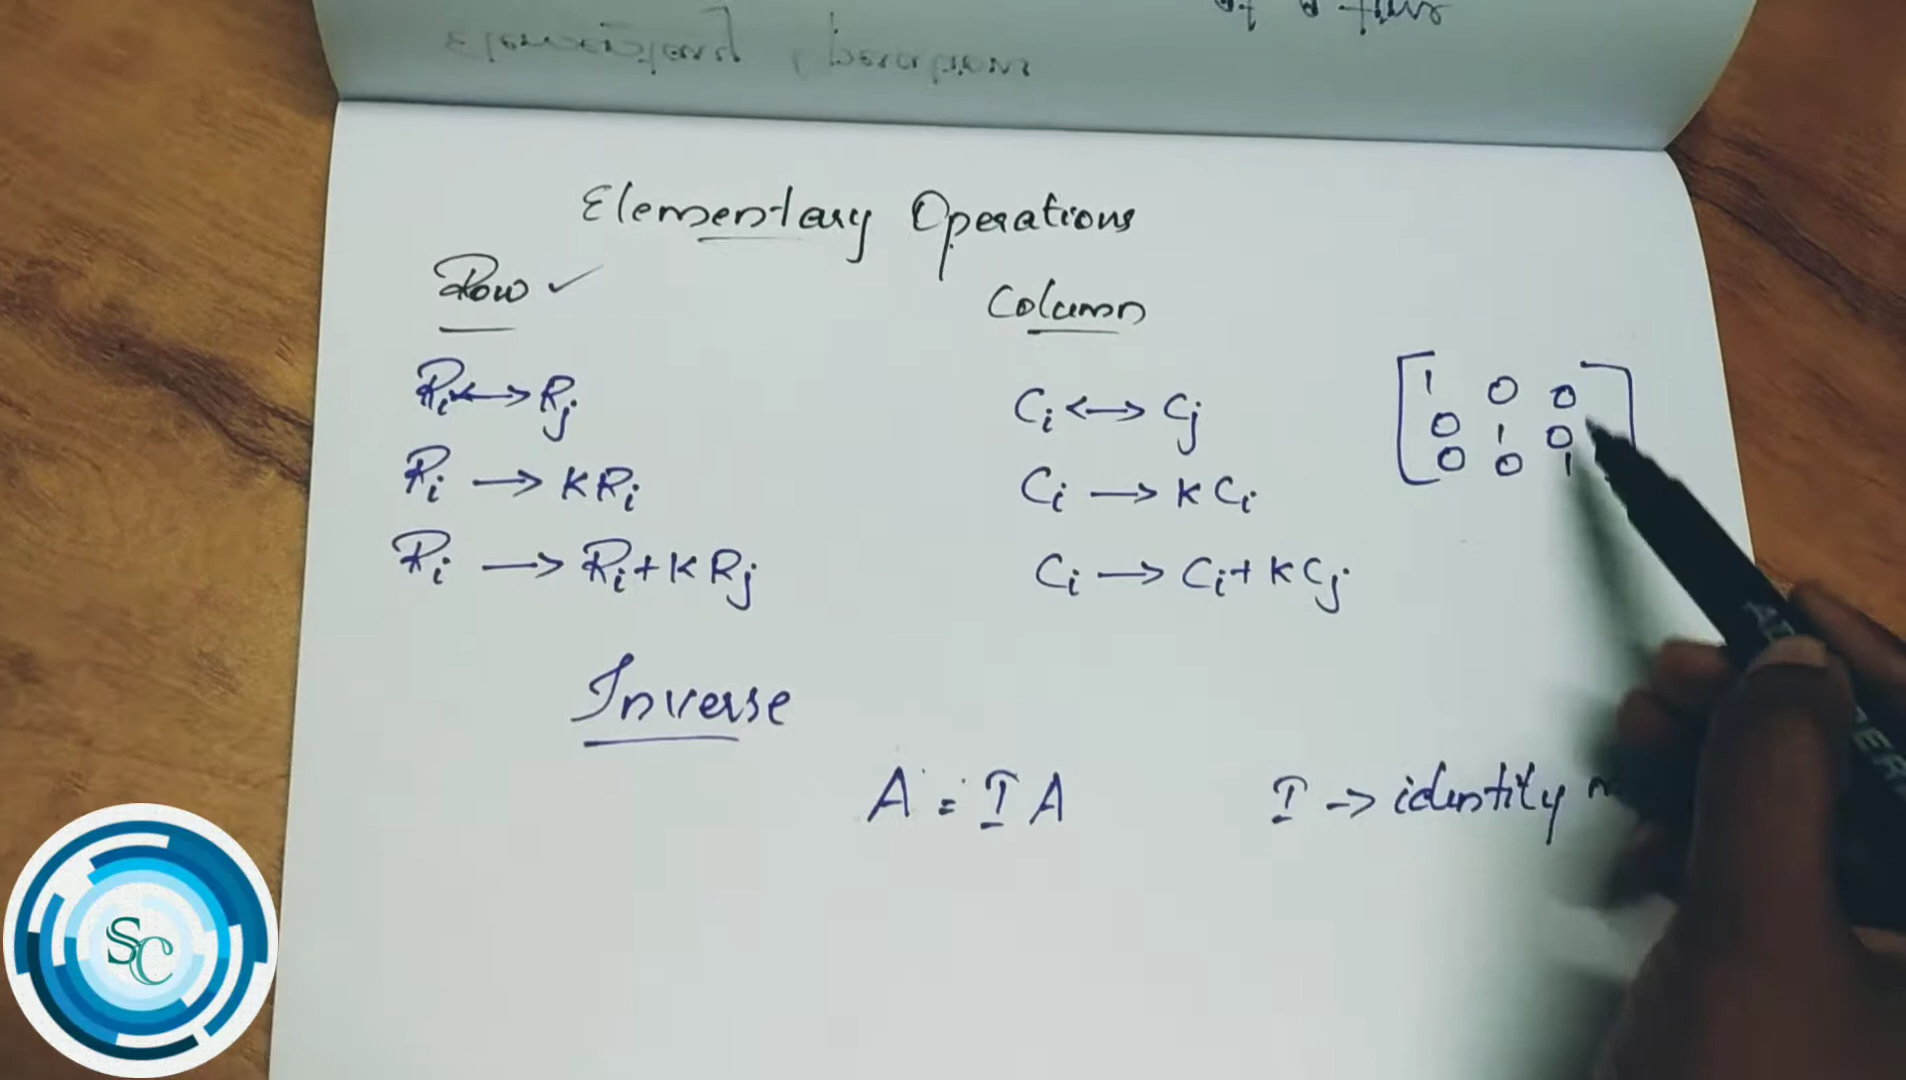 Elementary Operations
Row ✓
Column
Ri ↔ Rj
Ci ↔ Cj
Ri → KRi
Ci → KCi
Ri → Ri + KRj
Ci → Ci + KCj
1 0 0
0 1 0
0 0 1
Inverse
A = IA
I → identity
SC